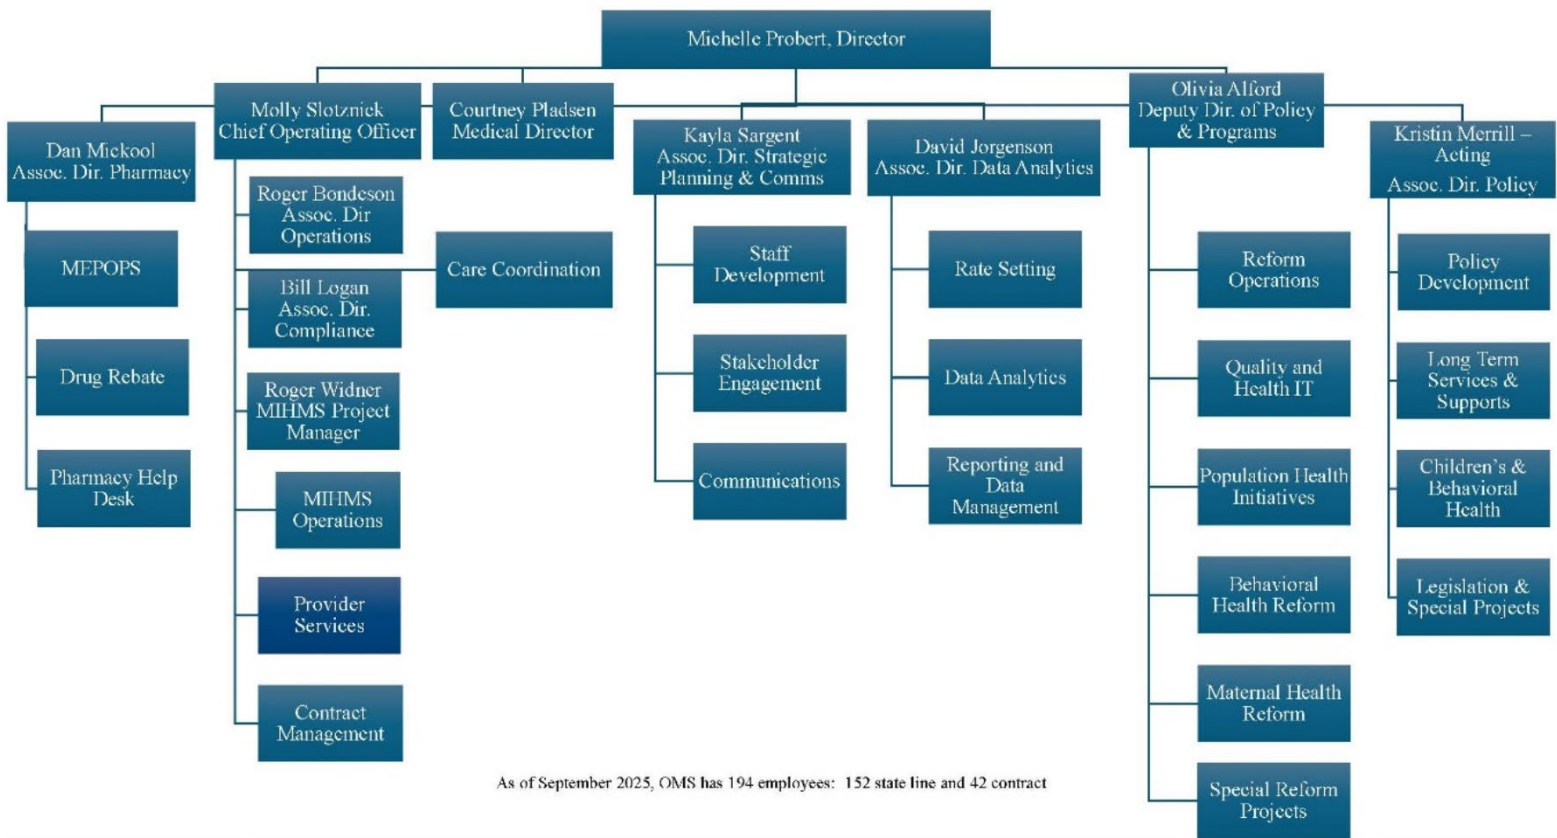 Michelle Probert, Director
Molly Slotznick
Chief Operating Officer
Courtney Pladsen
Medical Director
Olivia Alford
Deputy Dir. of Policy
& Programs
Dan Mickool
Assoc. Dir. Pharmacy
Kayla Sargent
Assoc. Dir. Strategic
Planning & Comms
David Jorgenson
Assoc. Dir. Data Analytics
Kristin Merrill –
Acting
Assoc. Dir. Policy
MEPOPS
Drug Rebate
Pharmacy Help
Desk
Roger Bondeson
Assoc. Dir
Operations
Bill Logan
Assoc. Dir.
Compliance
Roger Widner
MIHMS Project
Manager
MIHMS
Operations
Provider
Services
Contract
Management
Care Coordination
Staff
Development
Stakeholder
Engagement
Communications
Rate Setting
Data Analytics
Reporting and
Data
Management
Reform
Operations
Quality and
Health IT
Population Health
Initiatives
Behavioral
Health Reform
Maternal Health
Reform
Special Reform
Projects
Policy
Development
Long Term
Services &
Supports
Children’s &
Behavioral
Health
Legislation &
Special Projects
As of September 2025, OMS has 194 employees: 152 state line and 42 contract